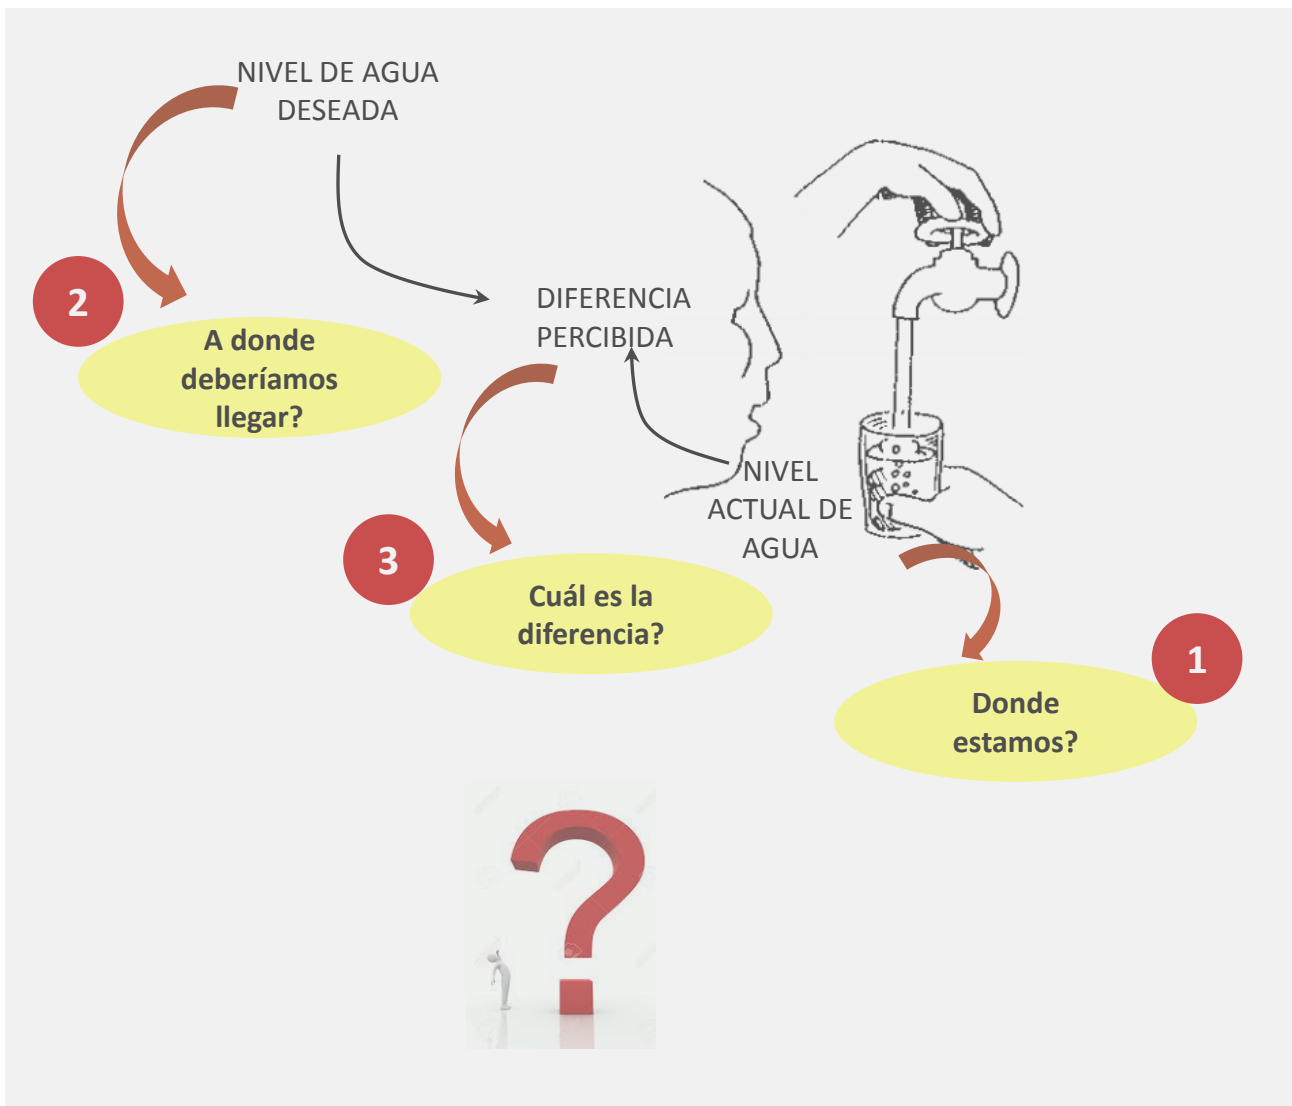 NIVEL DE AGUA
DESEADA
2
A donde
deberíamos
llegar?
DIFERENCIA
PERCIBIDA
NIVEL
ACTUAL DE
AGUA
3
Cuál es la
diferencia?
1
Donde
estamos?